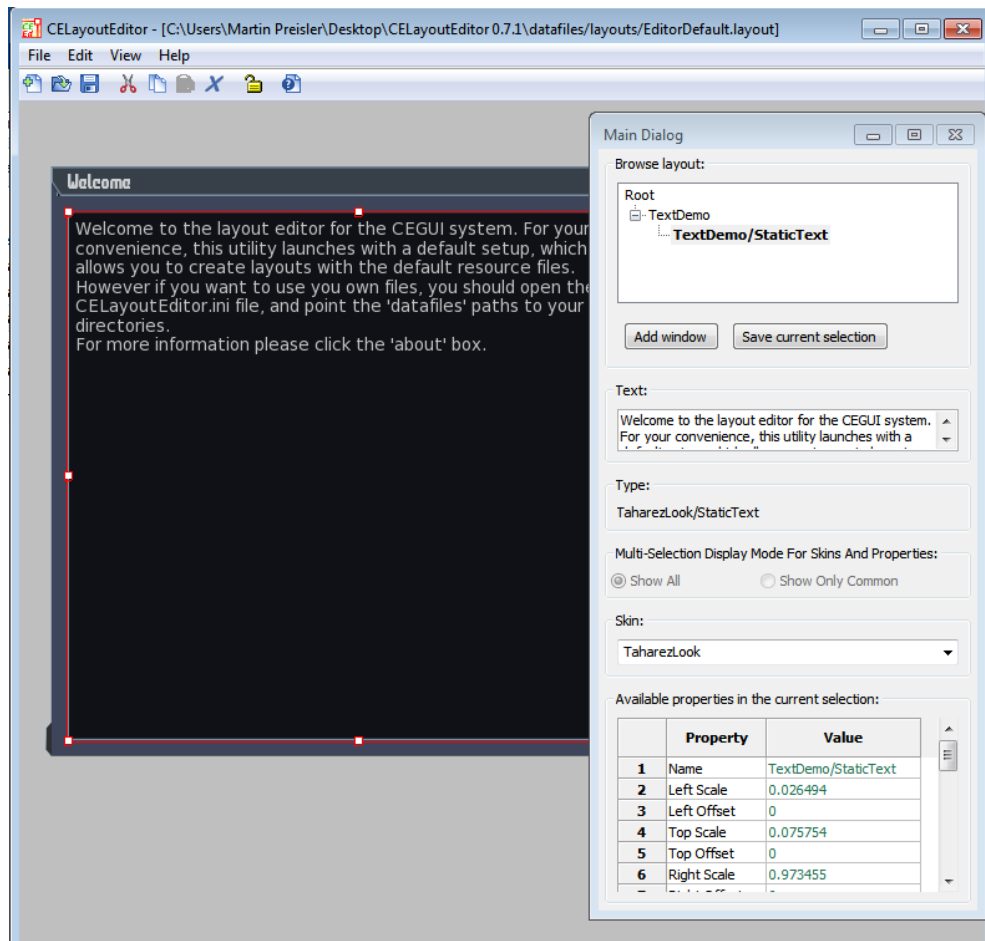 CELayoutEditor - [C:\Users\Martin Preisler\Desktop\CELayoutEditor 0.7.1\datafiles/layouts/EditorDefault.layout]
File Edit View Help
Welcome
Welcome to the layout editor for the CEGUI system. For your
convenience, this utility launches with a default setup, which
allows you to create layouts with the default resource files.
However if you want to use you own files, you should open the
CELayoutEditor.ini file, and point the 'datafiles' paths to your
directories.
For more information please click the 'about' box.
Main Dialog
Browse layout:
Root
TextDemo
TextDemo/StaticText
Add window Save current selection
Text:
Welcome to the layout editor for the CEGUI system.
For your convenience, this utility launches with a
Type:
TaharezLook/StaticText
Multi-Selection Display Mode For Skins And Properties:
Show All Show Only Common
Skin:
TaharezLook
Available properties in the current selection:
Property Value
1 Name TextDemo/StaticText
2 Left Scale 0.026494
3 Left Offset 0
4 Top Scale 0.075754
5 Top Offset 0
6 Right Scale 0.973455